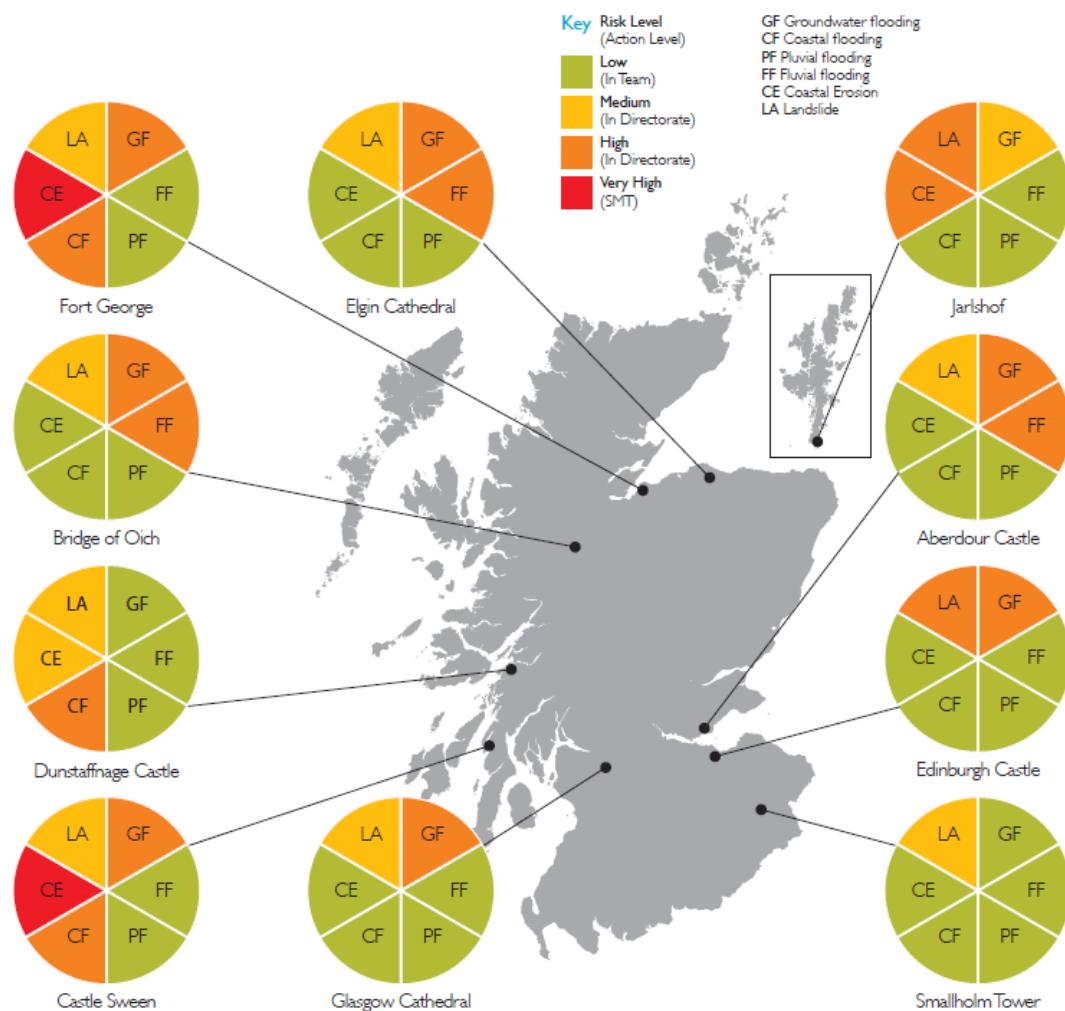 Key Risk Level
(Action Level)
Low
(In Team)
Medium
(In Directorate)
High
(In Directorate)
Very High
(SMT)
GF Groundwater flooding
CF Coastal flooding
PF Pluvial flooding
FF Fluvial flooding
CE Coastal Erosion
LA Landslide
LA GF
CE FF
CF PF
Fort George
LA GF
CE FF
CF PF
Elgin Cathedral
LA GF
CE FF
CF PF
Jarlshof
LA GF
CE FF
CF PF
Bridge of Oich
LA GF
CE FF
CF PF
Aberdour Castle
LA GF
CE FF
CF PF
Dunstaffnage Castle
LA GF
CE FF
CF PF
Edinburgh Castle
LA GF
CE FF
CF PF
Castle Sween
LA GF
CE FF
CF PF
Glasgow Cathedral
LA GF
CE FF
CF PF
Smallholm Tower